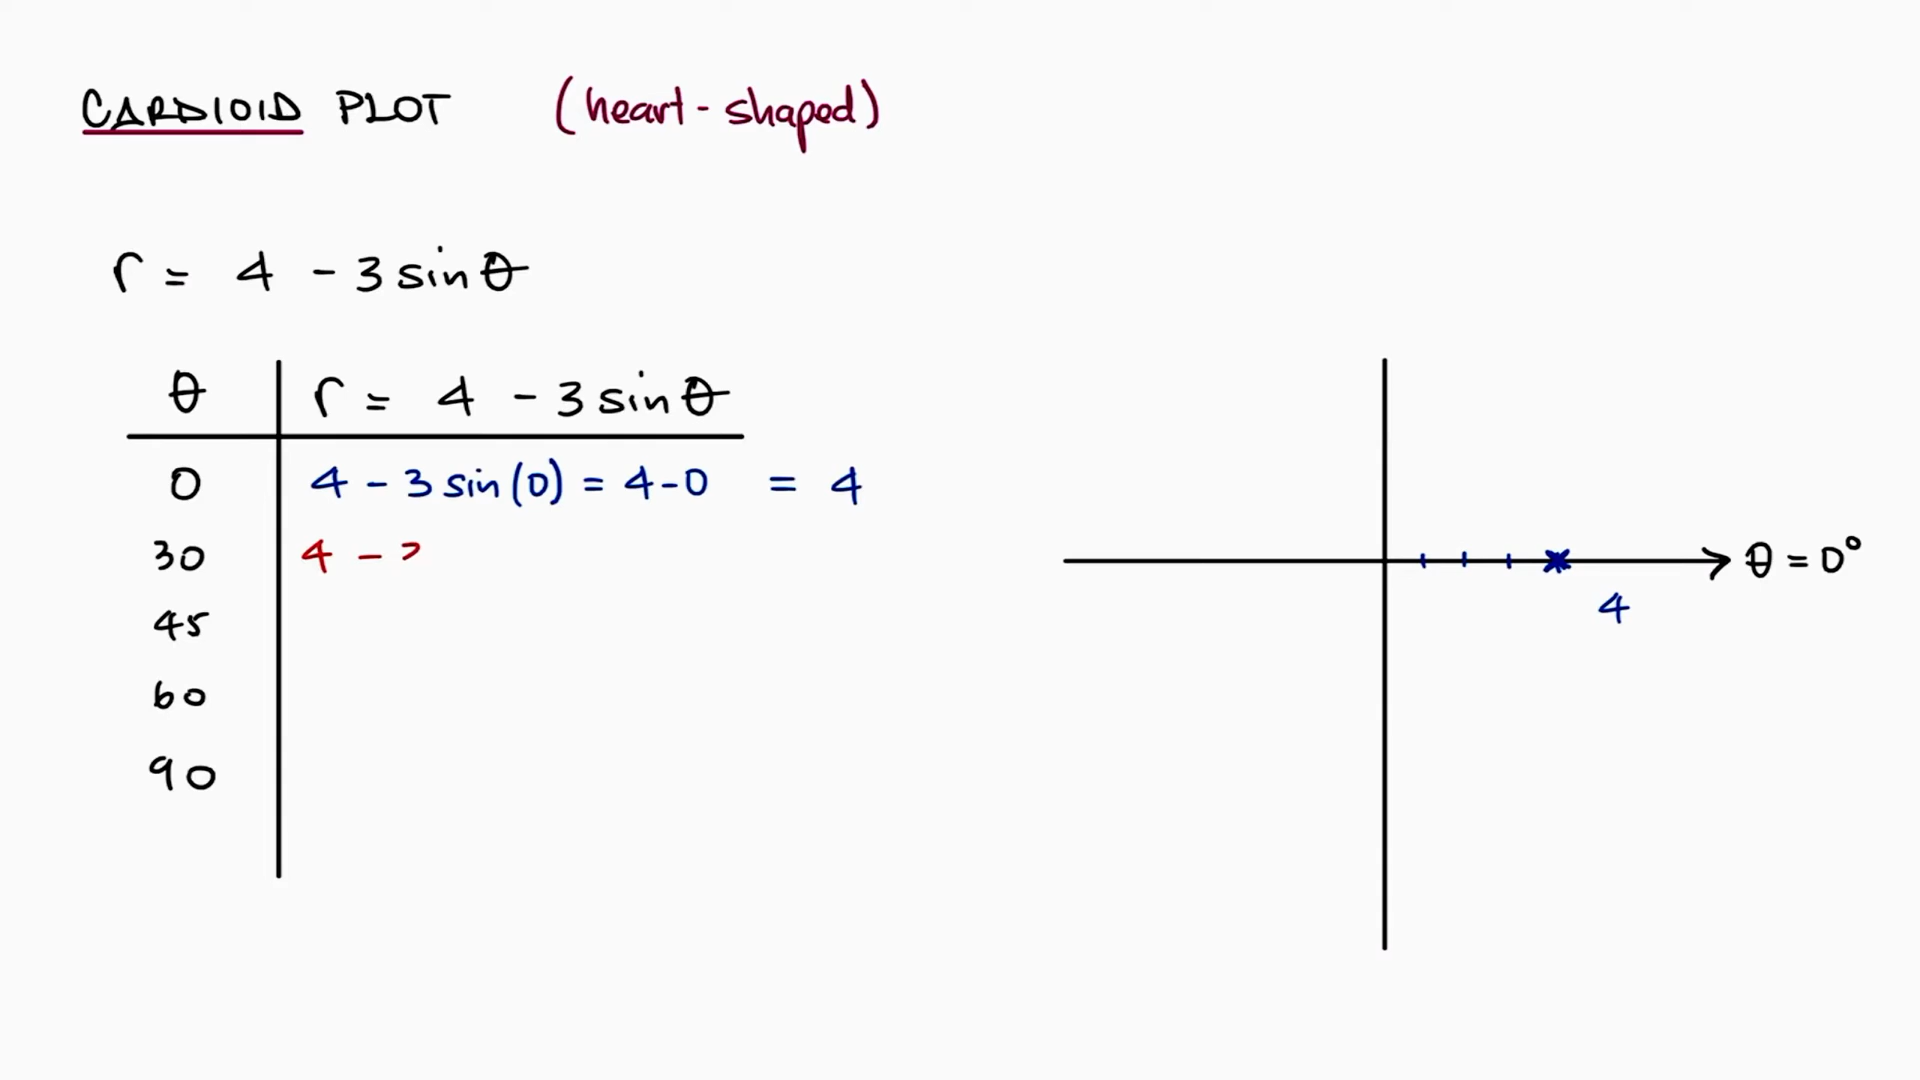 CARDIOID PLOT (heart-shaped)
r = 4 - 3 sin θ
θ r = 4 - 3 sin θ
0 4 - 3 sin(0) = 4-0 = 4
30 4 -
45
60
90
θ = 0°
4